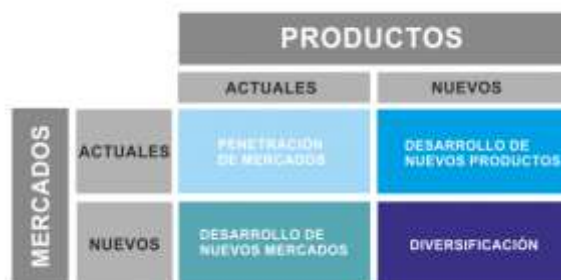 PRODUCTOS
ACTUALES NUEVOS
MERCADOS
ACTUALES
PENETRACIÓN
DE MERCADOS
DESARROLLO DE
NUEVOS PRODUCTOS
NUEVOS
DESARROLLO DE
NUEVOS MERCADOS
DIVERSIFICACIÓN